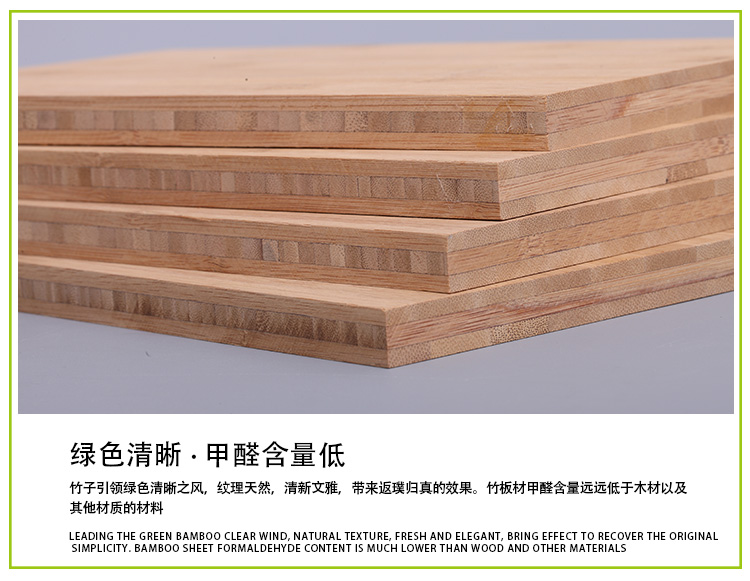 绿色清晰 · 甲醛含量低
竹子引领绿色清晰之风，纹理天然，清新文雅，带来返璞归真的效果。竹板材甲醛含量远远低于木材以及
其他材质的材料
LEADING THE GREEN BAMBOO CLEAR WIND, NATURAL TEXTURE, FRESH AND ELEGANT, BRING EFFECT TO RECOVER THE ORIGINAL
SIMPLICITY. BAMBOO SHEET FORMALDEHYDE CONTENT IS MUCH LOWER THAN WOOD AND OTHER MATERIALS